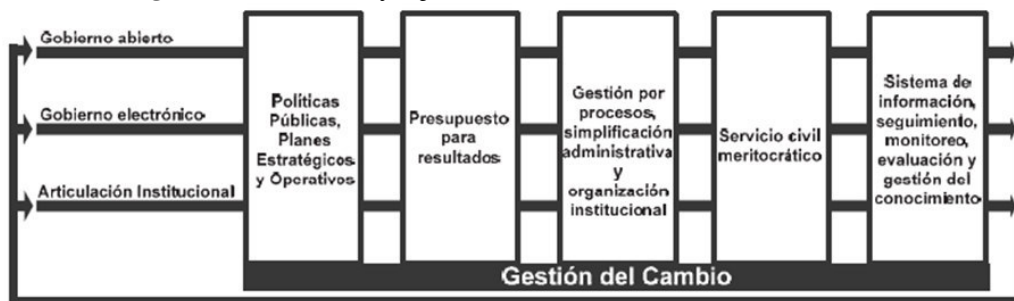 Gobierno abierto
Gobierno electrónico
Articulación Institucional
Políticas
Públicas,
Planes
Estratégicos
y Operativos
Presupuesto
para
resultados
Gestión por
procesos,
simplificación
administrativa
y
organización
institucional
Servicio civil
meritocrático
Sistema de
información,
seguimiento,
monitoreo,
evaluación y
gestión del
conocimiento
Gestión del Cambio